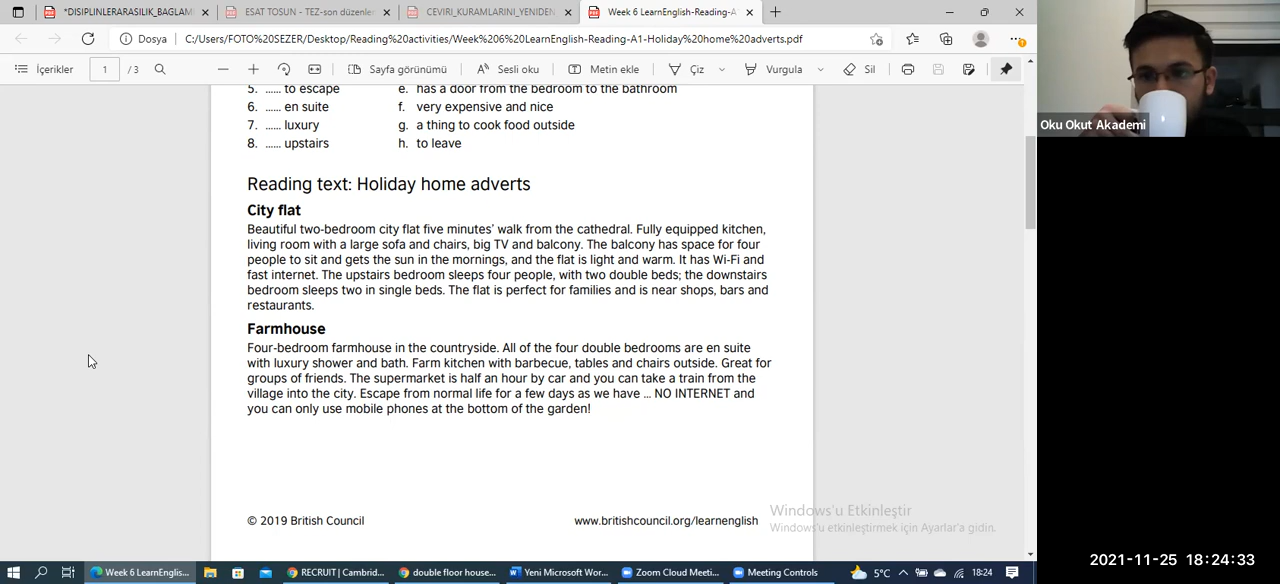 *DISIPLINLERARASILIK_BAGLAM
ESAT TOSUN - TEZ-son düzenler
CEVIRI_KURAMLARINI_YENIDEN
Week 6 LearnEnglish-Reading-A
Dosya
C:/Users/FOTO%20SEZER/Desktop/Reading%20activities/Week%206%20LearnEnglish-Reading-A1-Holiday%20home%20adverts.pdf
İçerikler
1 / 3
Sayfa görünümü
Sesli oku
Metin ekle
Çiz
Vurgula
Sil
5. ...... to escape e. has a door from the bedroom to the bathroom
6. ...... en suite f. very expensive and nice
7. ...... luxury g. a thing to cook food outside
8. ...... upstairs h. to leave
Reading text: Holiday home adverts
City flat
Beautiful two-bedroom city flat five minutes' walk from the cathedral. Fully equipped kitchen,
living room with a large sofa and chairs, big TV and balcony. The balcony has space for four
people to sit and gets the sun in the mornings, and the flat is light and warm. It has Wi-Fi and
fast internet. The upstairs bedroom sleeps four people, with two double beds; the downstairs
bedroom sleeps two in single beds. The flat is perfect for families and is near shops, bars and
restaurants.
Farmhouse
Four-bedroom farmhouse in the countryside. All of the four double bedrooms are en suite
with luxury shower and bath. Farm kitchen with barbecue, tables and chairs outside. Great for
groups of friends. The supermarket is half an hour by car and you can take a train from the
village into the city. Escape from normal life for a few days as we have ... NO INTERNET and
you can only use mobile phones at the bottom of the garden!
© 2019 British Council www.britishcouncil.org/learnenglish
Windows'u Etkinleştir
Windows'u etkinleştirmek için Ayarlar'a gidin.
Oku Okut Akademi
2021-11-25 18:24:33
Week 6 LearnEnglis...
RECRUIT | Cambrid...
double floor house...
Yeni Microsoft Wor...
Zoom Cloud Meeti...
Meeting Controls
5°C
18:24